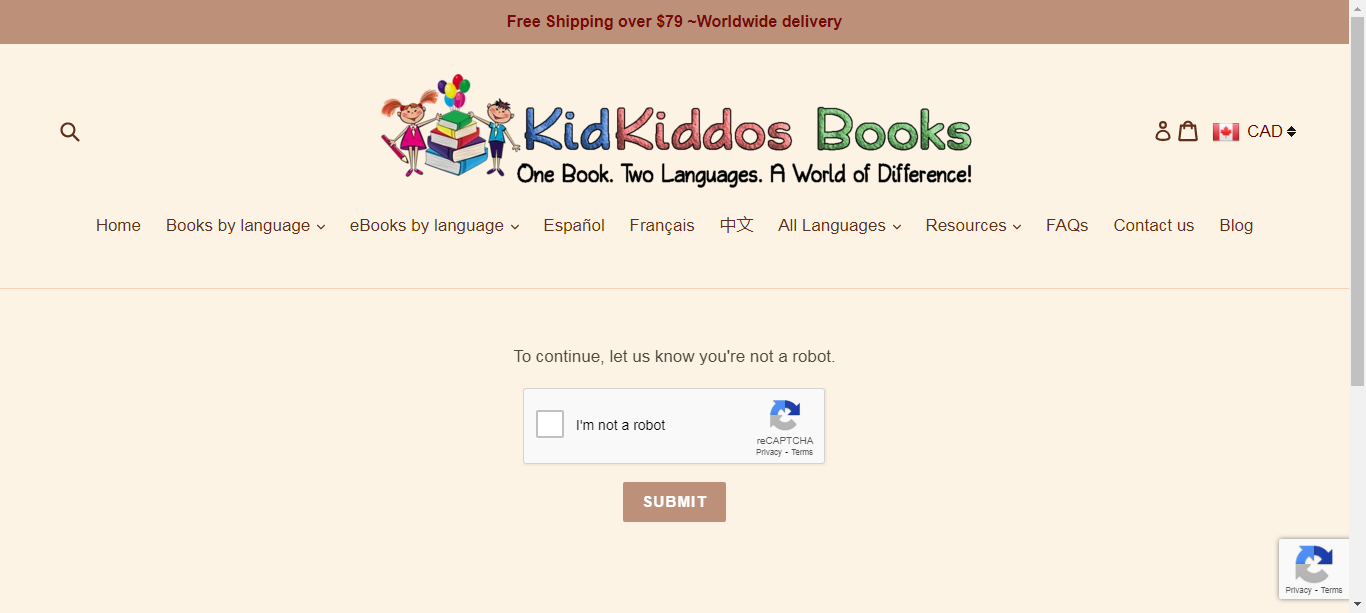 Free Shipping over $79 ~Worldwide delivery
KidKiddos Books
One Book. Two Languages. A World of Difference!
CAD
Home Books by language eBooks by language Español Français 中文 All Languages Resources FAQs Contact us Blog
To continue, let us know you're not a robot.
I'm not a robot
reCAPTCHA
Privacy - Terms
SUBMIT
Privacy - Terms